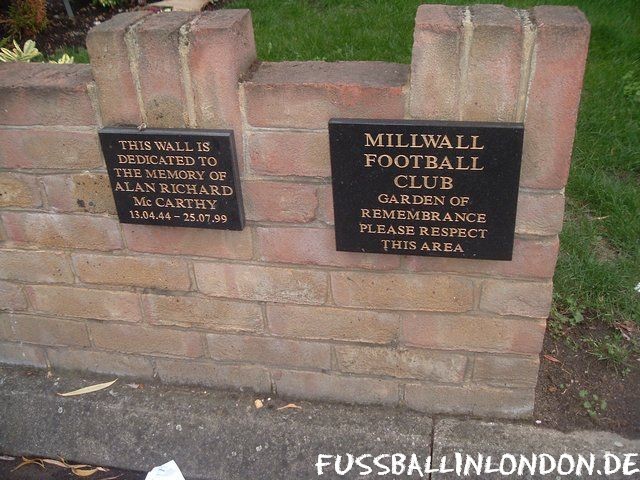 THIS WALL IS
DEDICATED TO
THE MEMORY OF
ALAN RICHARD
Mc CARTHY
13.04.44 - 25.07.99
MILLWALL
FOOTBALL
CLUB
GARDEN OF
REMEMBRANCE
PLEASE RESPECT
THIS AREA
FUSSBALLINLONDON.DE